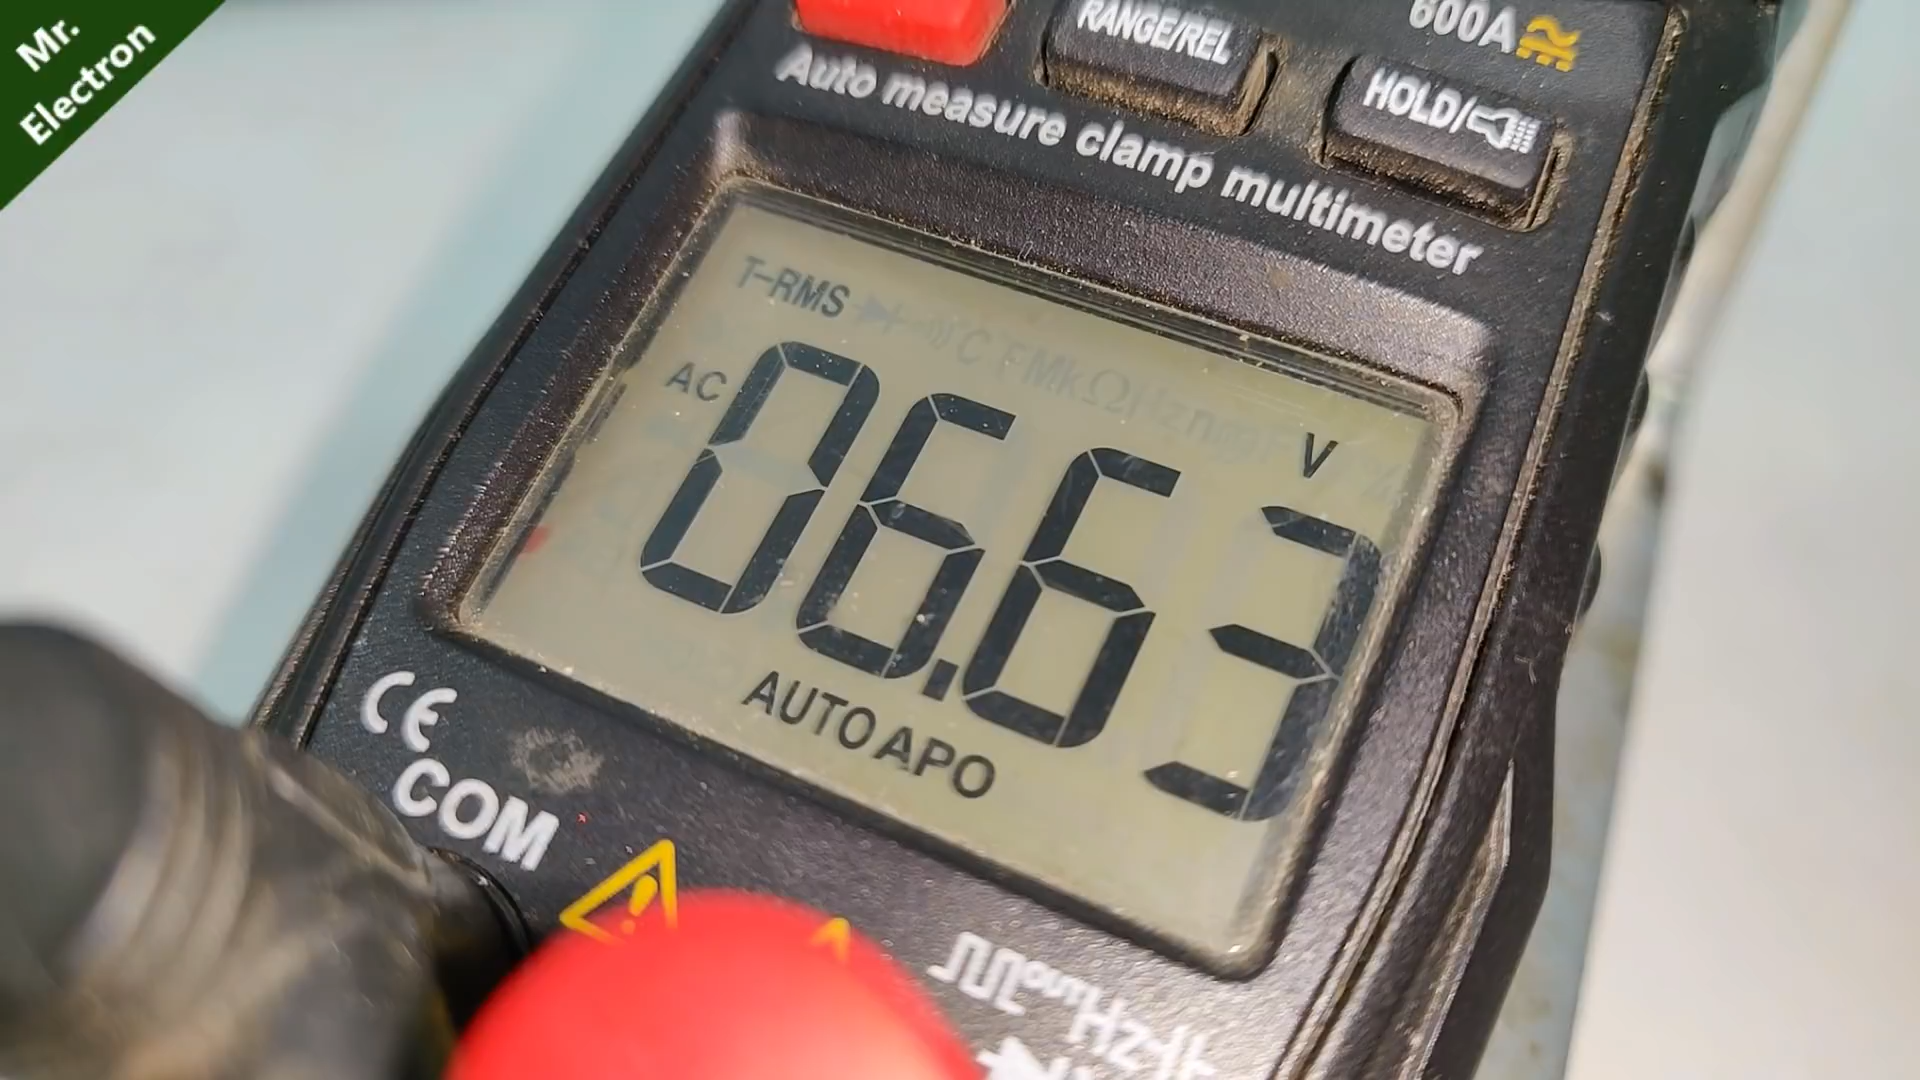 Mr.
Electron
600A
RANGE/REL
HOLD/
Auto measure clamp multimeter
T-RMS
AC
V
06.63
AUTO APO
CE
COM